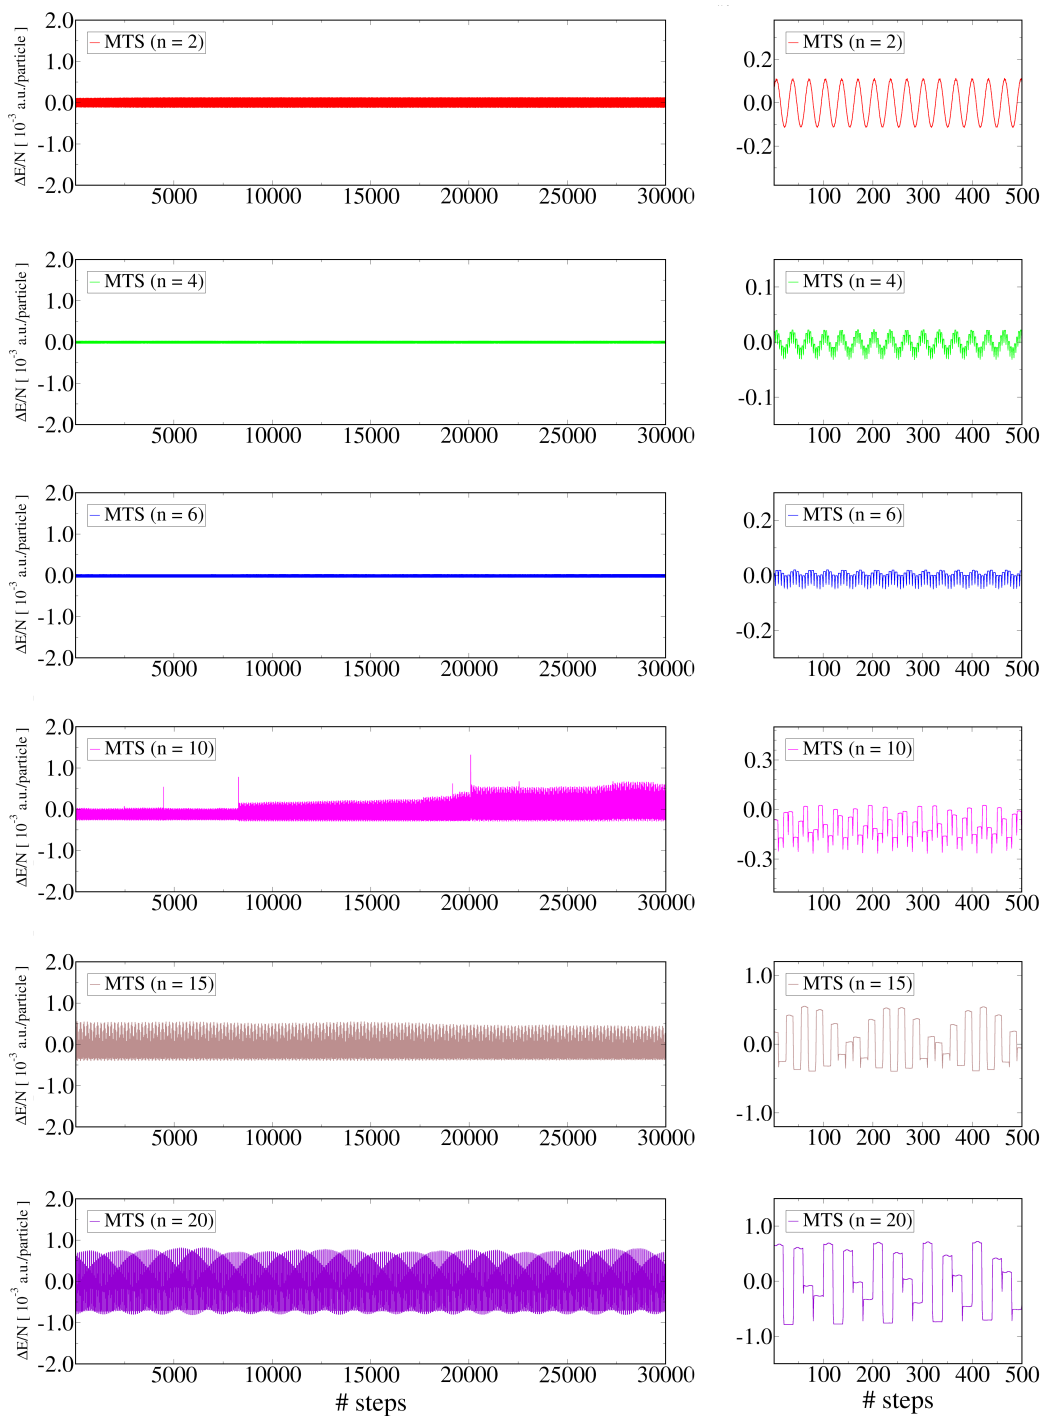 MTS (n = 2)
ΔE/N [ 10⁻³ a.u./particle ]
2.0
1.0
0.0
-1.0
-2.0
5000 10000 15000 20000 25000 30000
MTS (n = 2)
0.2
0.0
-0.2
100 200 300 400 500
MTS (n = 4)
ΔE/N [ 10⁻³ a.u./particle ]
2.0
1.0
0.0
-1.0
-2.0
5000 10000 15000 20000 25000 30000
MTS (n = 4)
0.1
0.0
-0.1
100 200 300 400 500
MTS (n = 6)
ΔE/N [ 10⁻³ a.u./particle ]
2.0
1.0
0.0
-1.0
-2.0
5000 10000 15000 20000 25000 30000
MTS (n = 6)
0.2
0.0
-0.2
100 200 300 400 500
MTS (n = 10)
ΔE/N [ 10⁻³ a.u./particle ]
2.0
1.0
0.0
-1.0
-2.0
5000 10000 15000 20000 25000 30000
MTS (n = 10)
0.3
0.0
-0.3
100 200 300 400 500
MTS (n = 15)
ΔE/N [ 10⁻³ a.u./particle ]
2.0
1.0
0.0
-1.0
-2.0
5000 10000 15000 20000 25000 30000
MTS (n = 15)
1.0
0.0
-1.0
100 200 300 400 500
MTS (n = 20)
ΔE/N [ 10⁻³ a.u./particle ]
2.0
1.0
0.0
-1.0
-2.0
5000 10000 15000 20000 25000 30000
# steps
MTS (n = 20)
1.0
0.0
-1.0
100 200 300 400 500
# steps